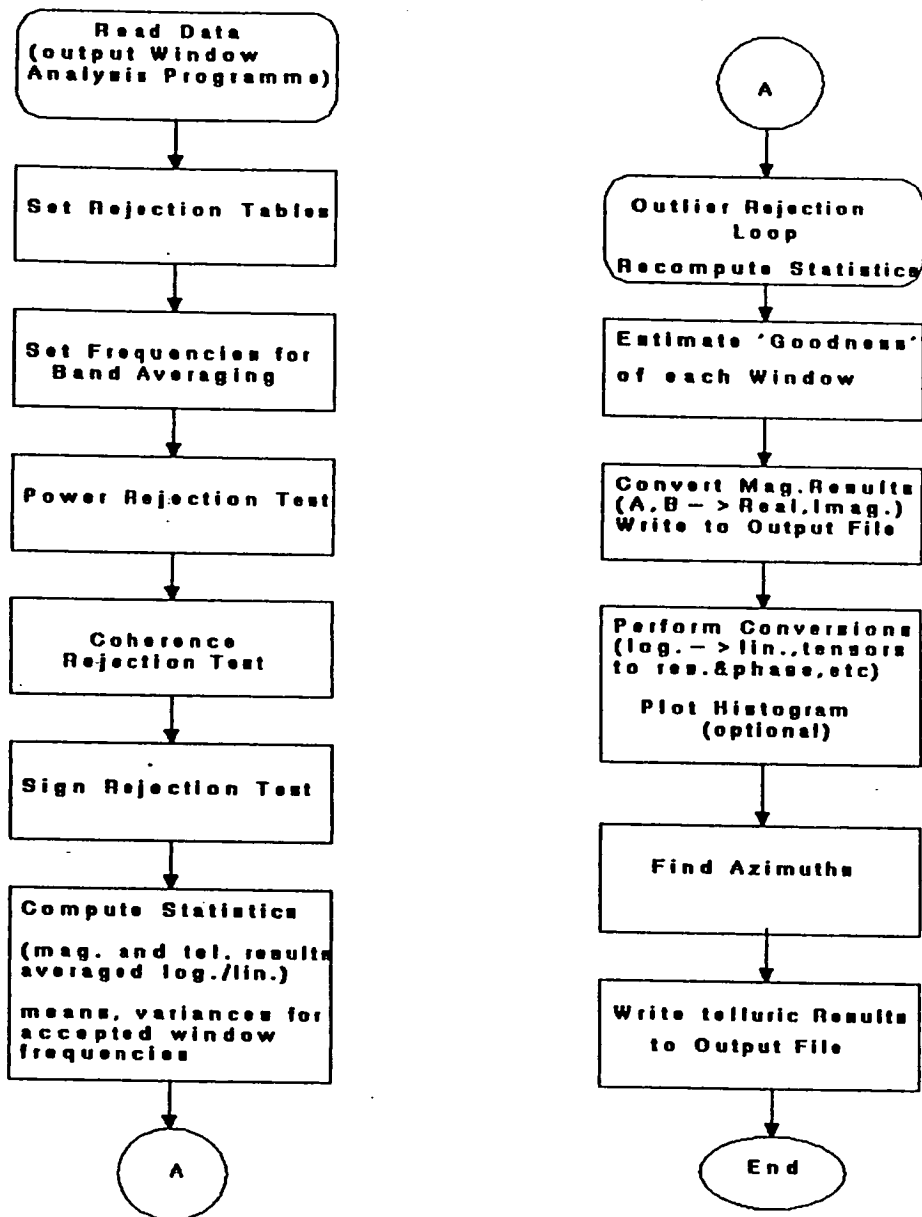 Read Data
(output Window
Analysis Programme)
Set Rejection Tables
Set Frequencies for
Band Averaging
Power Rejection Test
Coherence
Rejection Test
Sign Rejection Test
Compute Statistics
(mag. and tel. results
averaged log./lin.)
means, variances for
accepted window
frequencies
A
A
Outlier Rejection
Loop
Recompute Statistics
Estimate 'Goodness'
of each Window
Convert Mag.Results
(A,B -> Real,Imag.)
Write to Output File
Perform Conversions
(log.-> lin.,tensors
to res.&phase,etc)
Plot Histogram
(optional)
Find Azimuths
Write telluric Results
to Output File
End